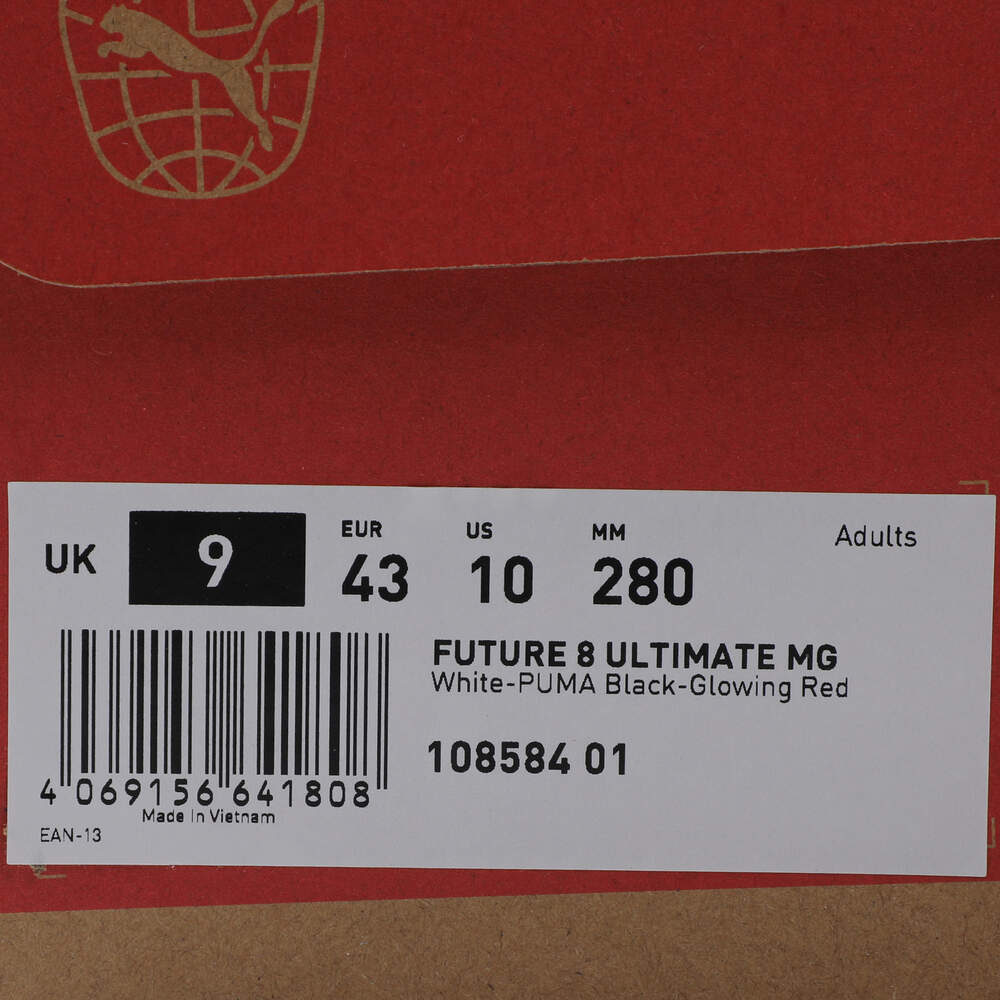 UK 9 EUR 43 US 10 MM 280 Adults
FUTURE 8 ULTIMATE MG
White-PUMA Black-Glowing Red
108584 01
4 069156 641808
Made in Vietnam
EAN-13